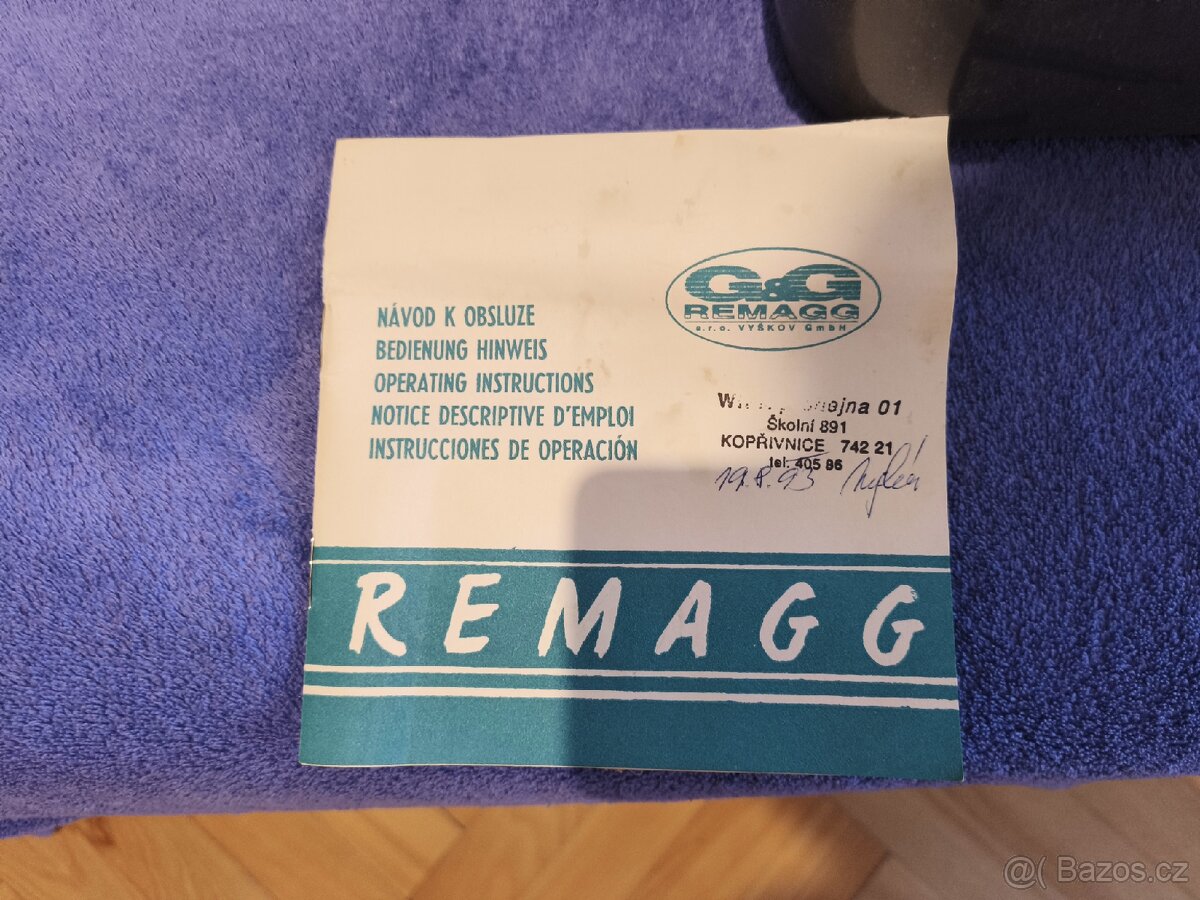 G&G
REMAGG
s.r.o. VYŠKOV GmbH
NÁVOD K OBSLUZE
BEDIENUNG HINWEIS
OPERATING INSTRUCTIONS
NOTICE DESCRIPTIVE D'EMPLOI
INSTRUCCIONES DE OPERACIÓN
01
Školní 891
KOPŘIVNICE 742 21
tel. 405 86
19.8.93
REMAGG
@( Bazos.cz